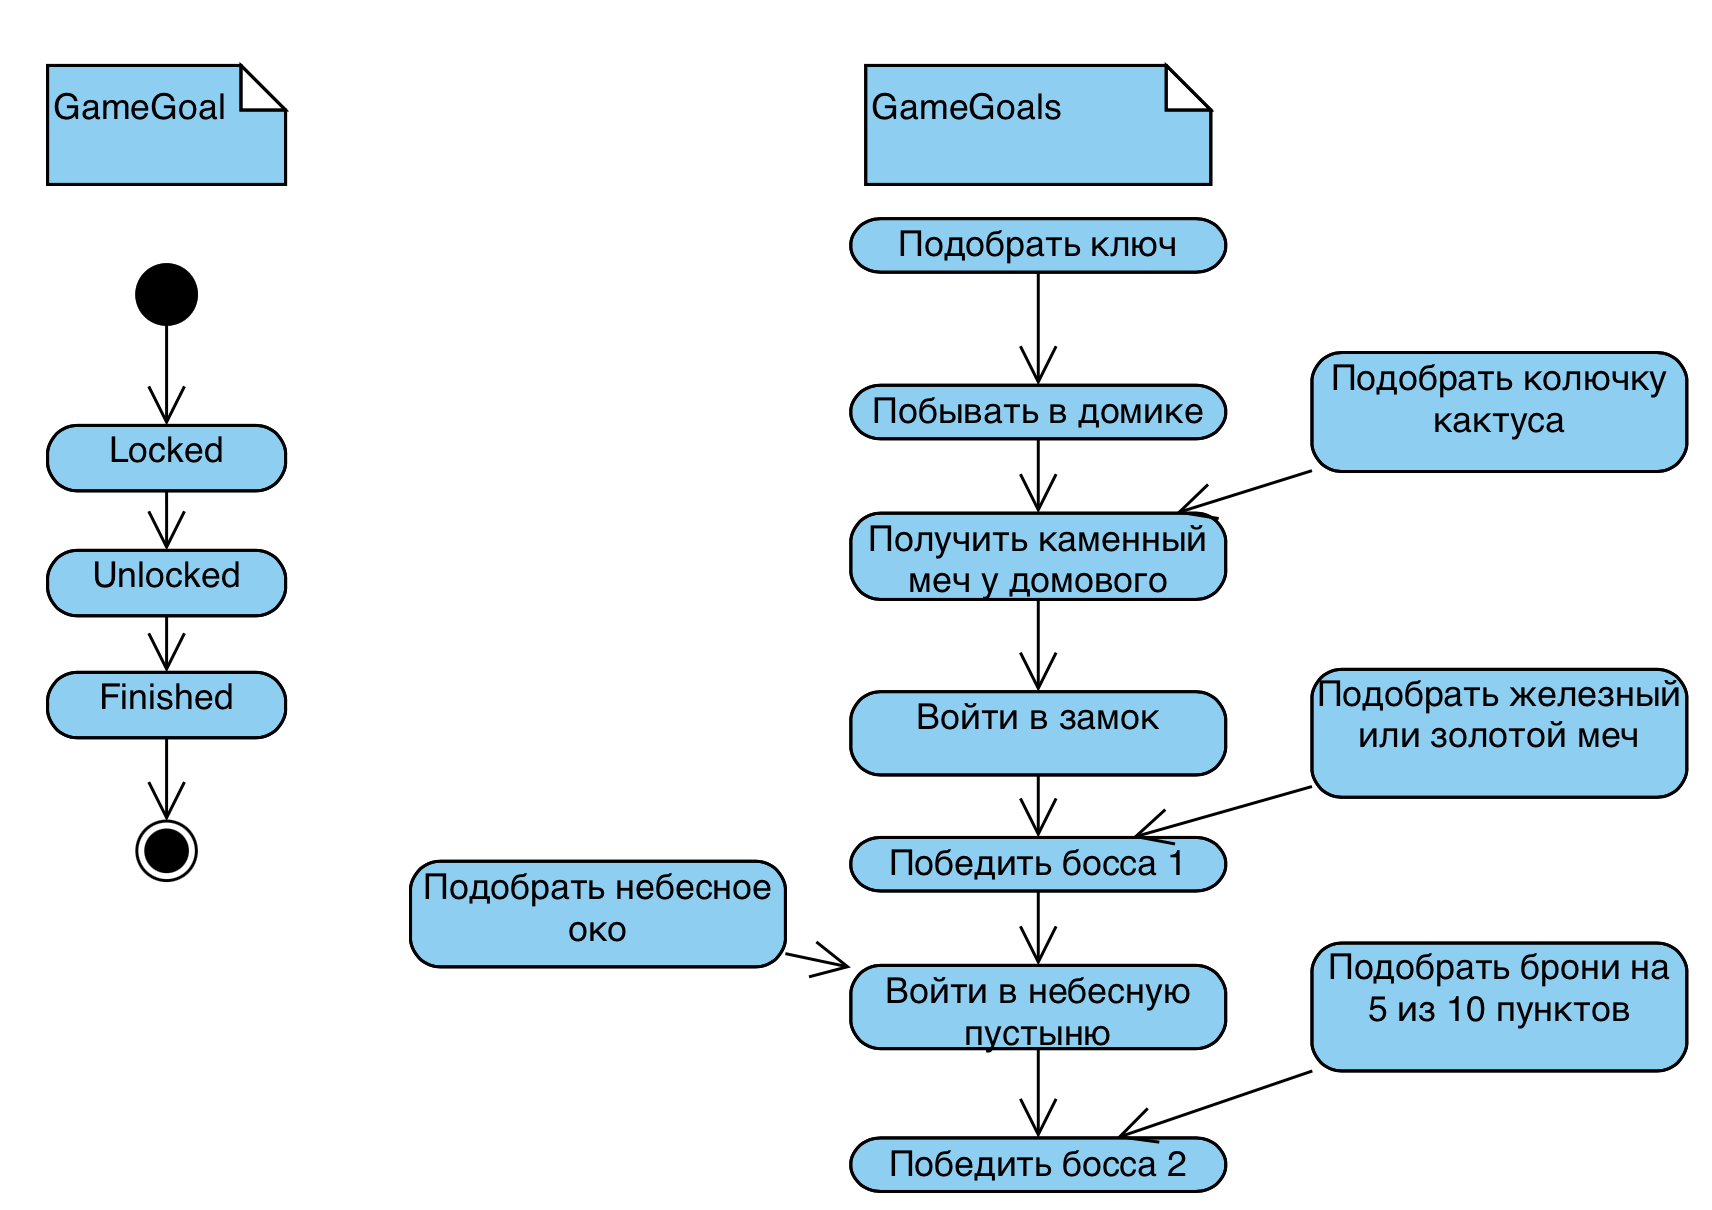 GameGoal
Locked
Unlocked
Finished
GameGoals
Подобрать ключ
Побывать в домике
Подобрать колючку
кактуса
Получить каменный
меч у домового
Войти в замок
Подобрать железный
или золотой меч
Победить босса 1
Подобрать небесное
око
Войти в небесную
пустыню
Подобрать брони на
5 из 10 пунктов
Победить босса 2